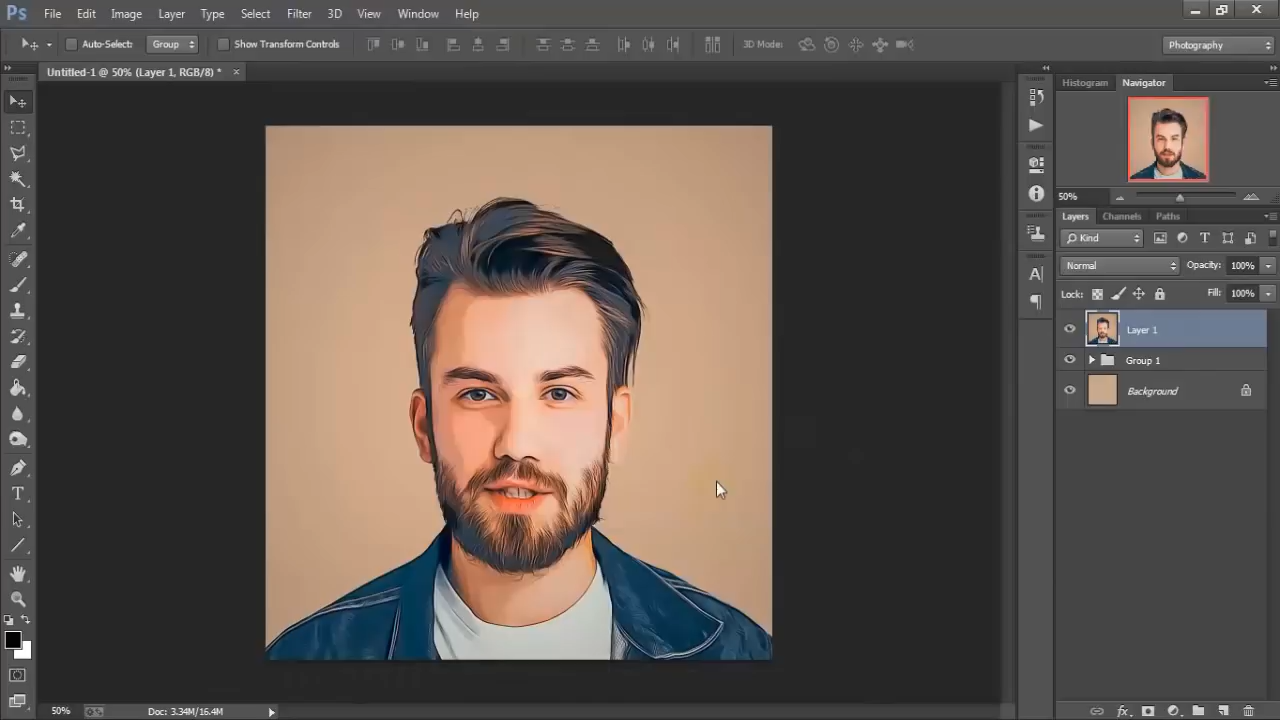 Ps File Edit Image Layer Type Select Filter 3D View Window Help
Auto-Select: Group Show Transform Controls 3D Mode: Photography
Untitled-1 @ 50% (Layer 1, RGB/8) * ×
Histogram Navigator
50%
Layers Channels Paths
Kind T
Normal Opacity: 100%
Lock: Fill: 100%
Layer 1
Group 1
Background
A
T
fx
50% Doc: 3.34M/16.4M